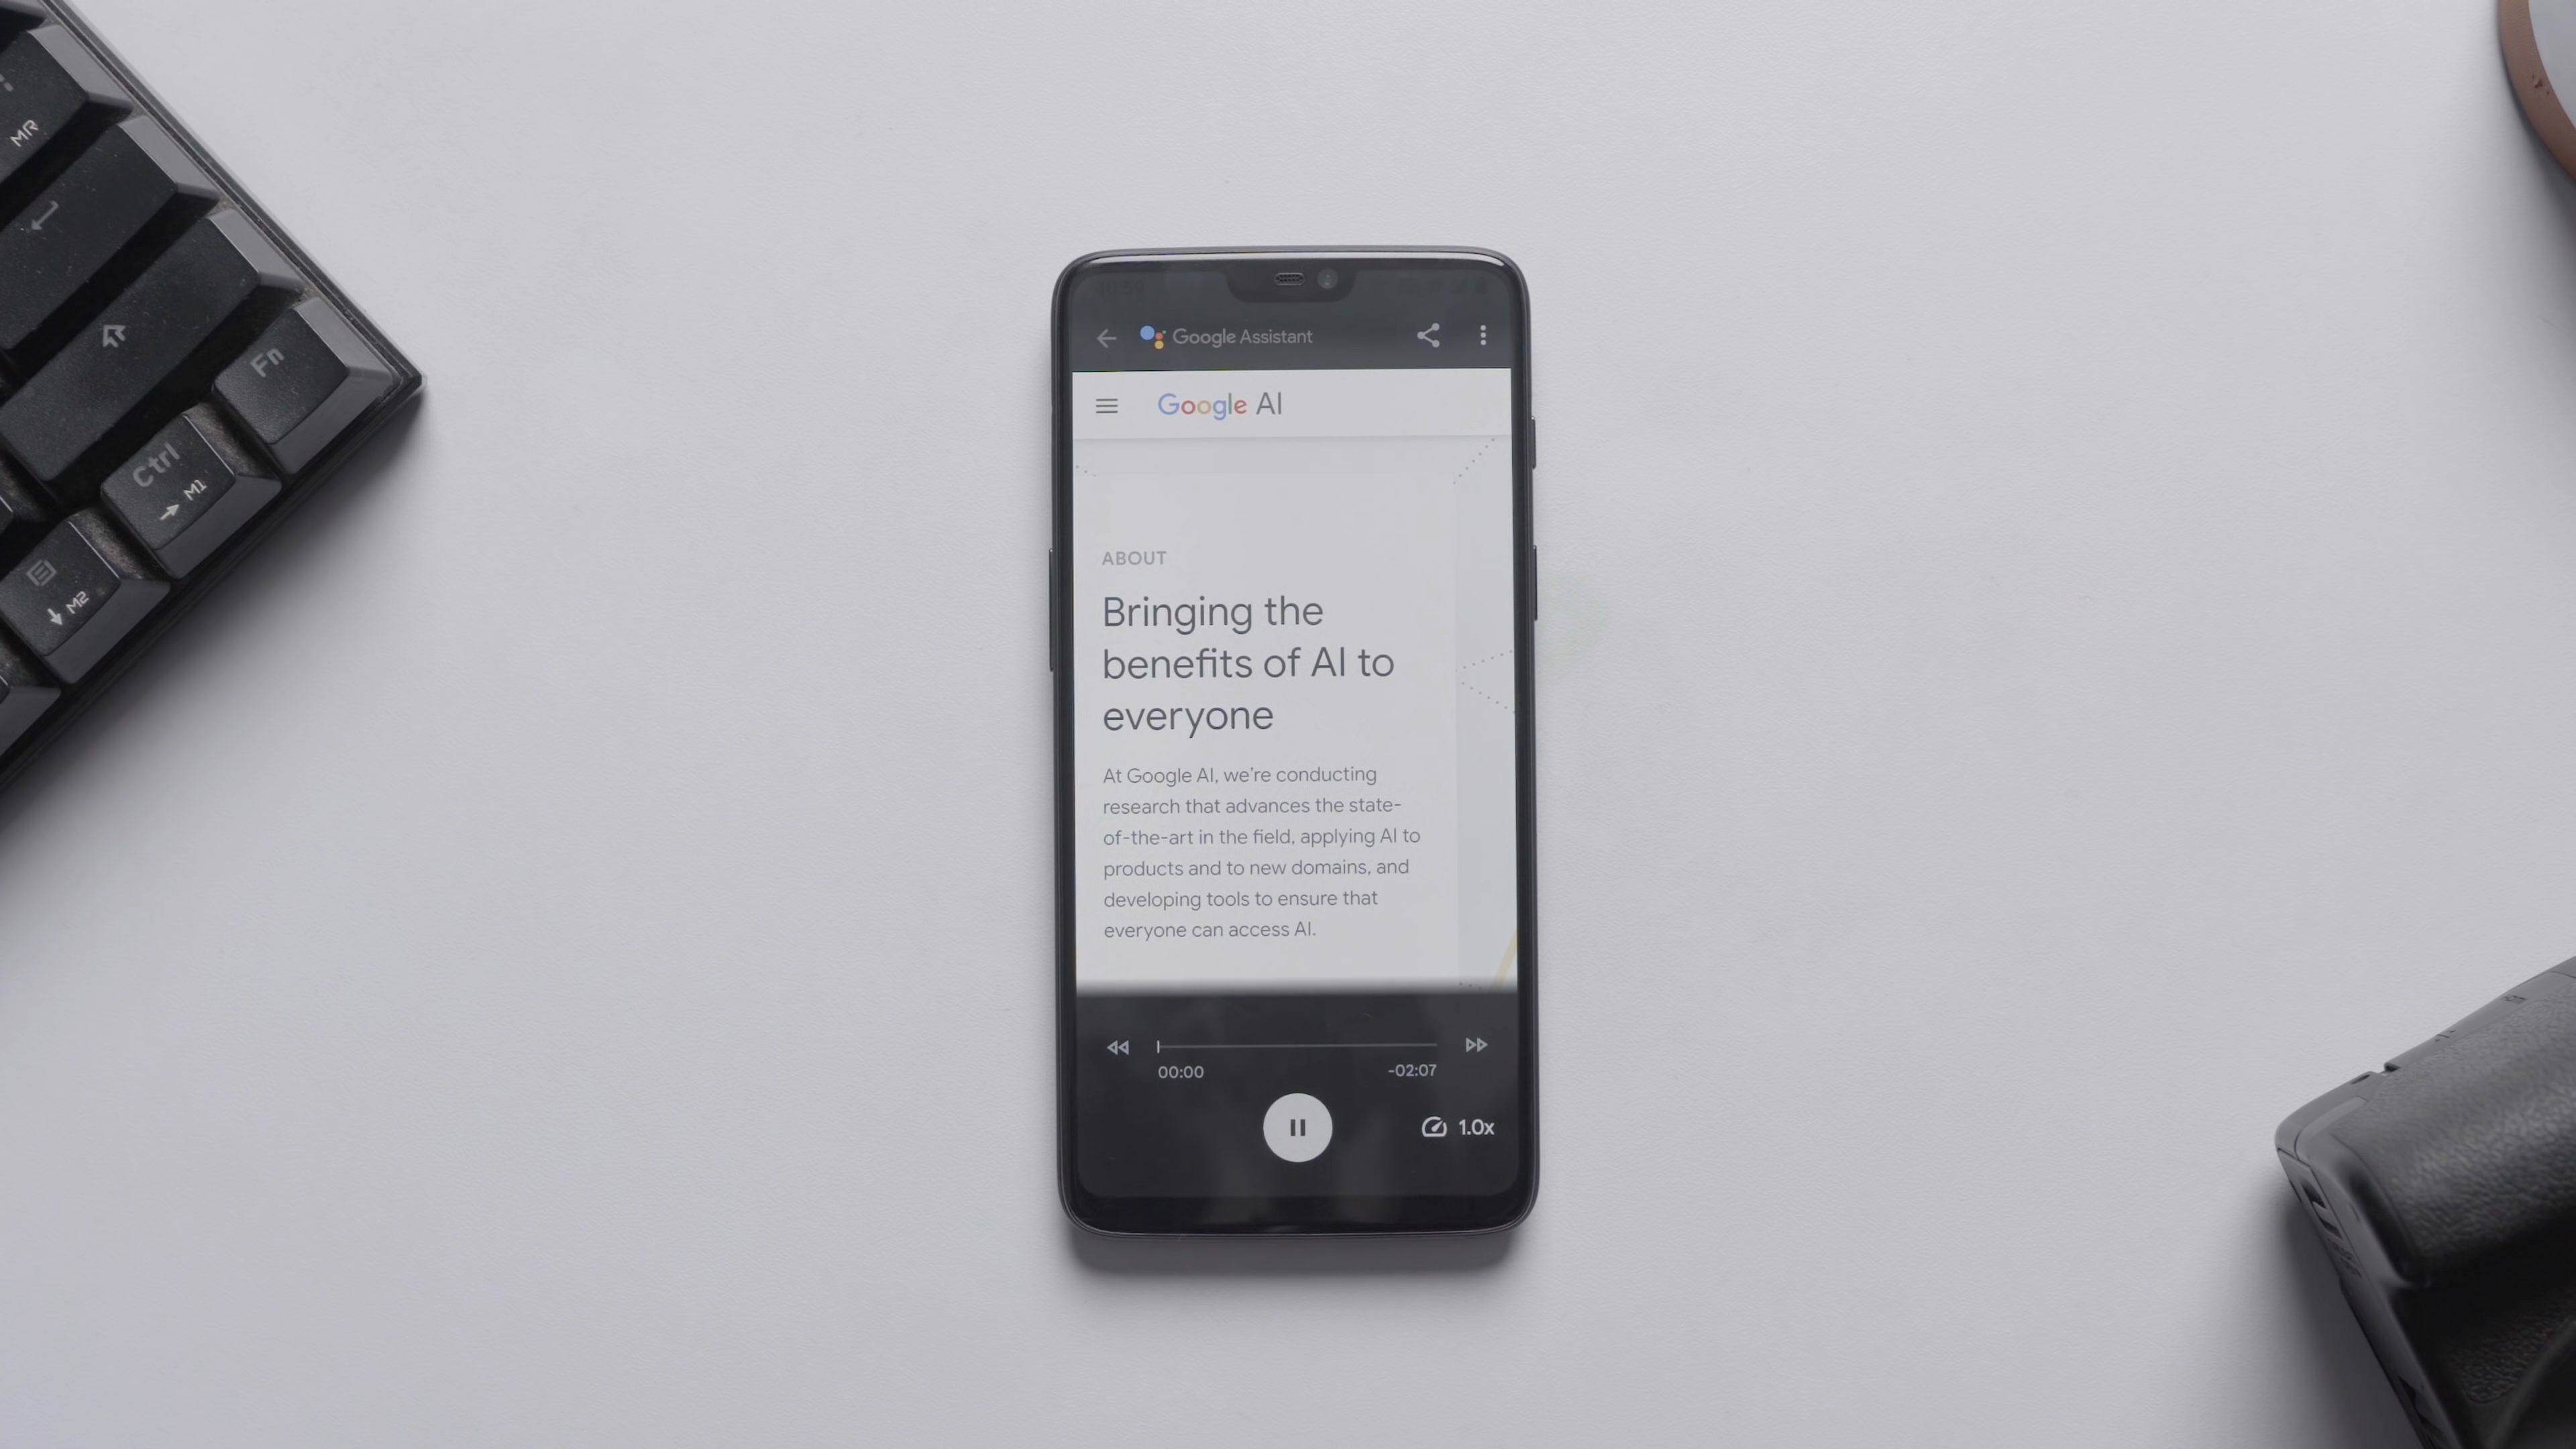 MR
Fn
Ctrl
M1
M2
Google Assistant
Google AI
ABOUT
Bringing the
benefits of AI to
everyone
At Google AI, we're conducting
research that advances the state-
of-the-art in the field, applying AI to
products and to new domains, and
developing tools to ensure that
everyone can access AI.
00:00 -02:07
1.0x